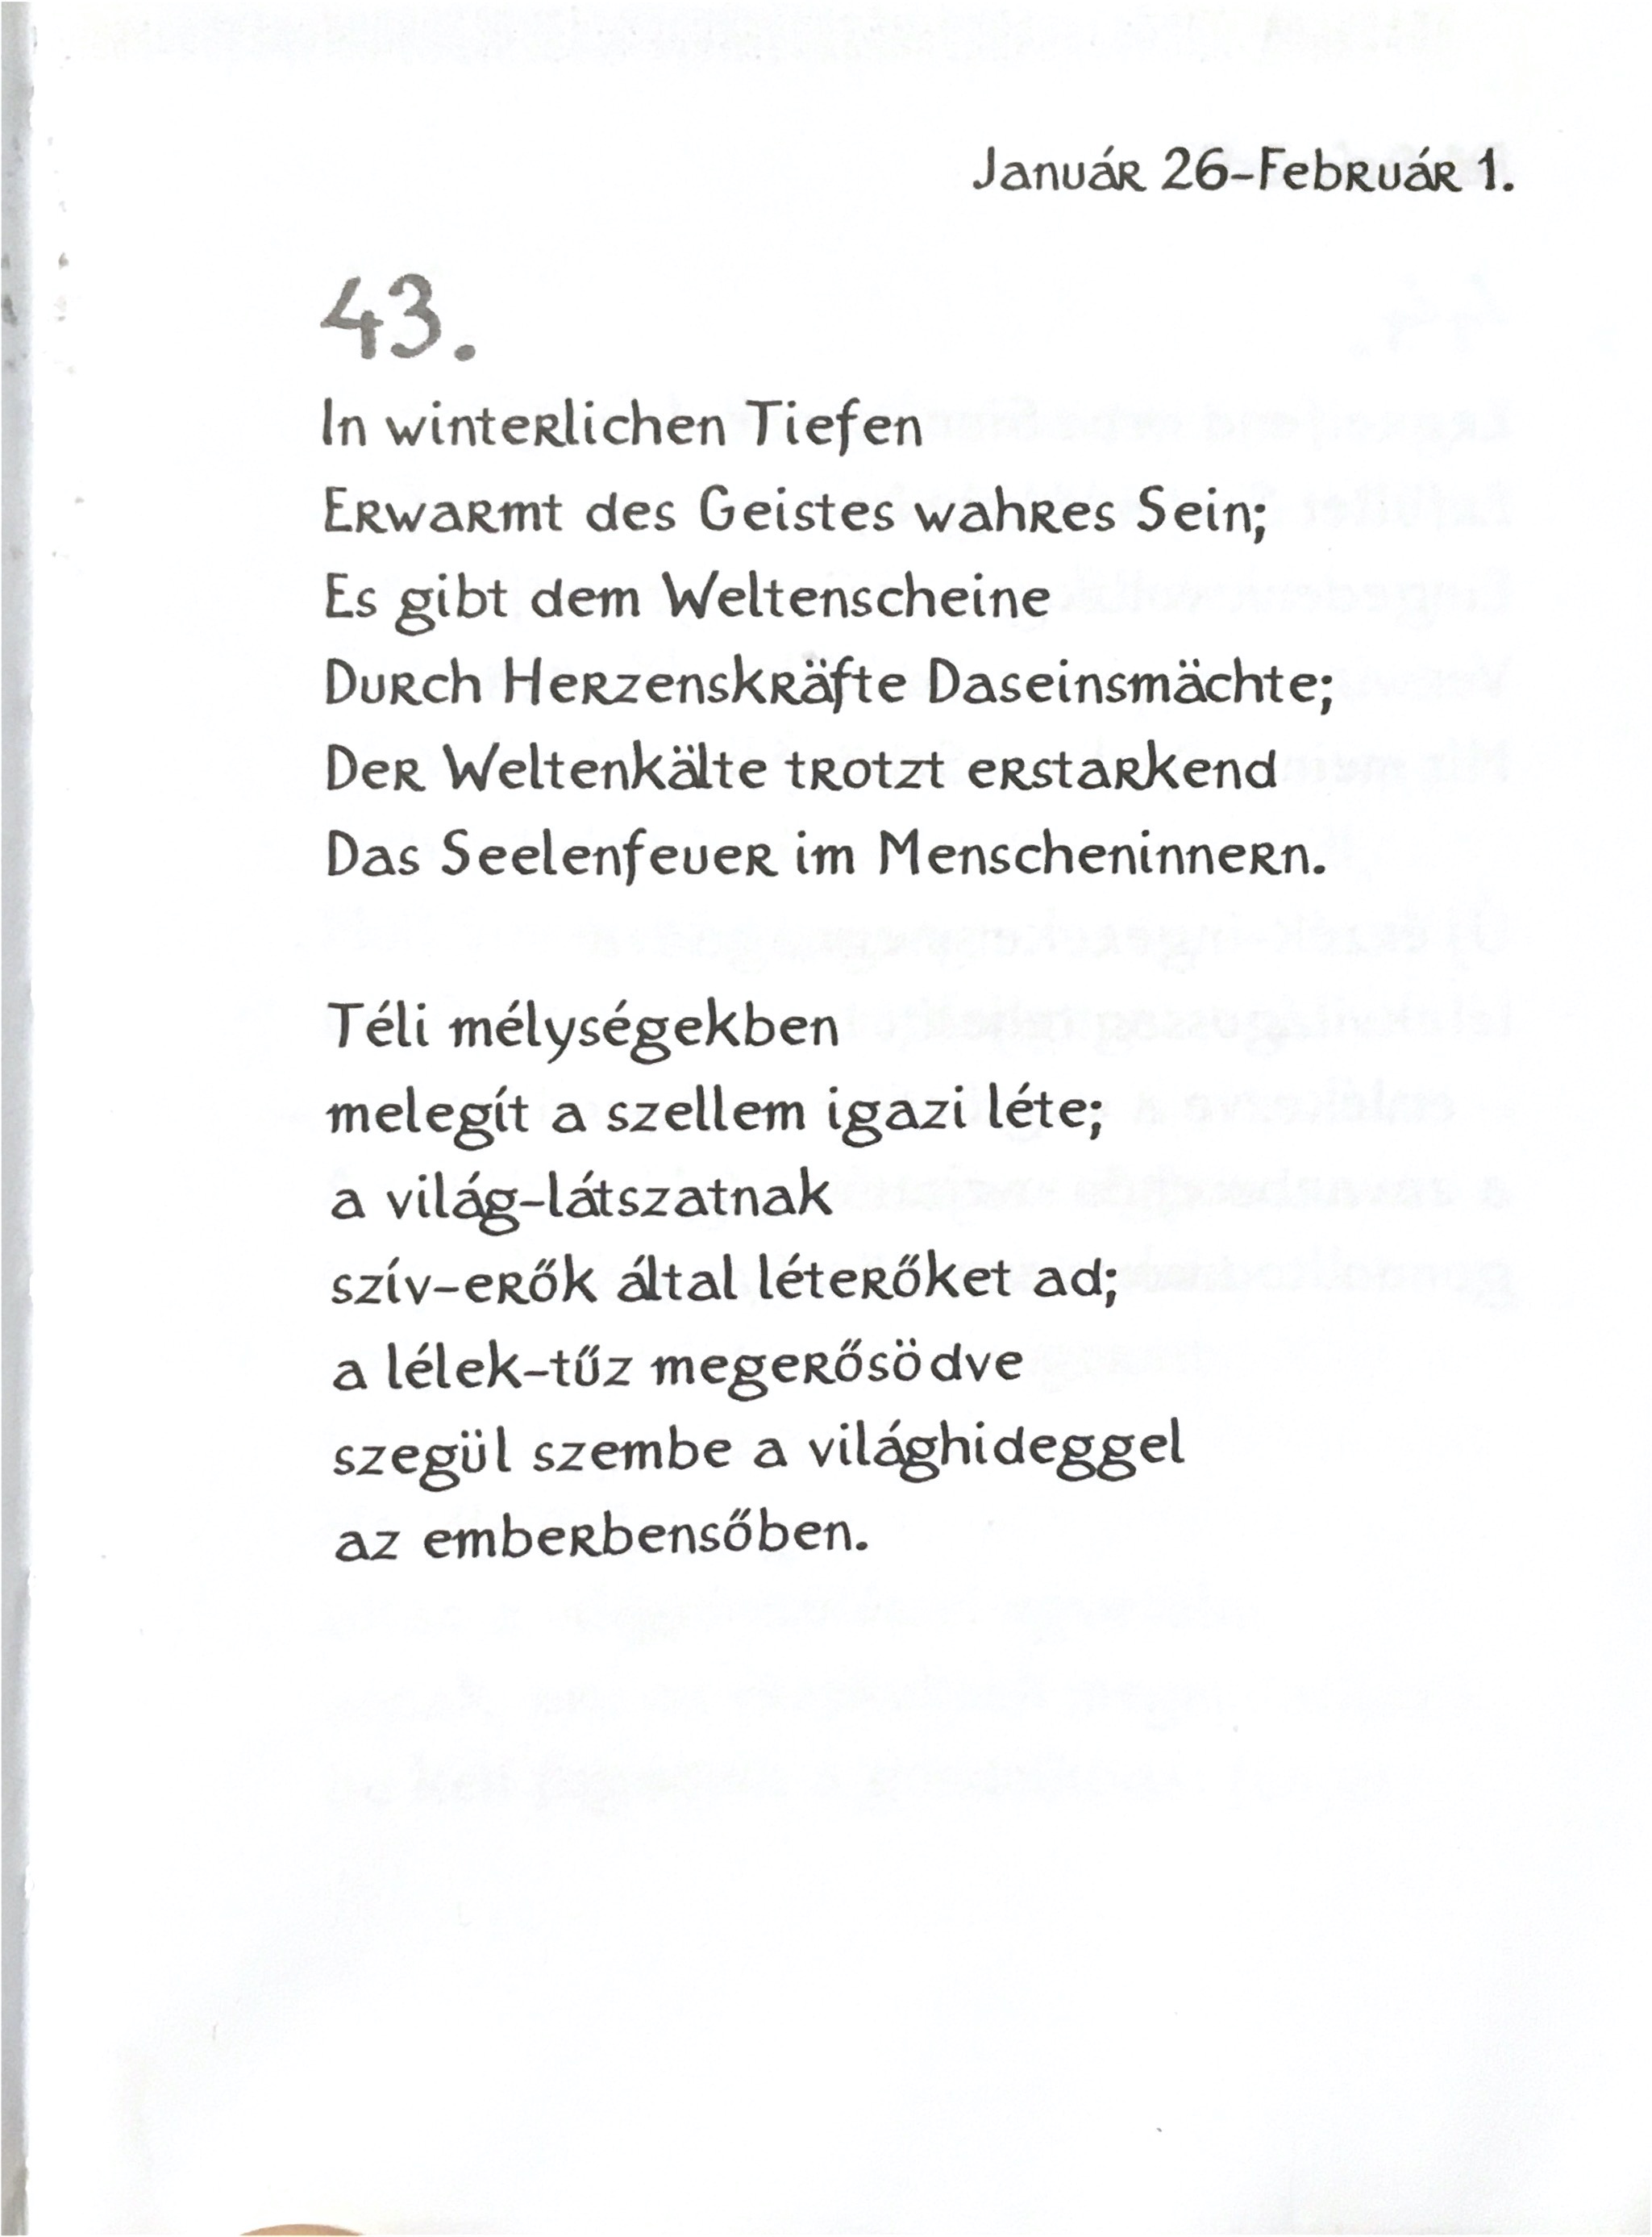 Január 26-Február 1.
43.
In winterlichen Tiefen
Erwarmt des Geistes wahres Sein;
Es gibt dem Weltenscheine
Durch Herzenskräfte Daseinsmächte;
Der Weltenkälte trotzt erstarkend
Das Seelenfeuer im Menscheninnern.
Téli mélységekben
melegít a szellem igazi léte;
a világ-látszatnak
szív-erők által léterőket ad;
a lélek-tűz megerősödve
szegül szembe a világhideggel
az emberbensőben.